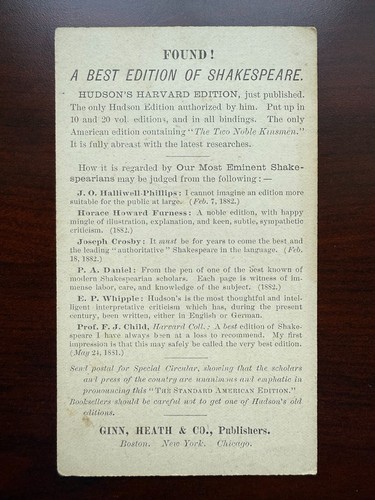 FOUND!
A BEST EDITION OF SHAKESPEARE.
HUDSON'S HARVARD EDITION, just published.
The only Hudson Edition authorized by him. Put up in
10 and 20 vol. editions, and in all bindings. The only
American edition containing "The Two Noble Kinsmen."
It is fully abreast with the latest researches.
How it is regarded by Our Most Eminent Shake-
spearians may be judged from the following: —
J. O. Halliwell-Phillips: I cannot imagine an edition more
suitable for the public at large. (Feb. 7, 1882.)
Horace Howard Furness: A noble edition, with happy
mingle of illustration, explanation, and keen, subtle, sympathetic
criticism. (1882.)
Joseph Crosby: It must be for years to come the best and
the leading "authoritative" Shakespeare in the language. (Feb.
18, 1882.)
P. A. Daniel: From the pen of one of the best known of
modern Shakespearian scholars. Each page is witness of im-
mense labor, care, and knowledge of the subject. (1882.)
E. P. Whipple: Hudson's is the most thoughtful and intel-
ligent interpretative criticism which has, during the present
century, been written, either in English or German.
Prof. F. J. Child, Harvard Coll.: A best edition of Shake-
speare I have always been at a loss to recommend. My first
impression is that this may safely be called the very best edition.
(May 24, 1881.)
Send postal for Special Circular, showing that the scholars
and press of the country are unanimous and emphatic in
pronouncing this "THE STANDARD AMERICAN EDITION."
Booksellers should be careful not to get one of Hudson's old
editions.
GINN, HEATH & CO., Publishers.
Boston. New York. Chicago.